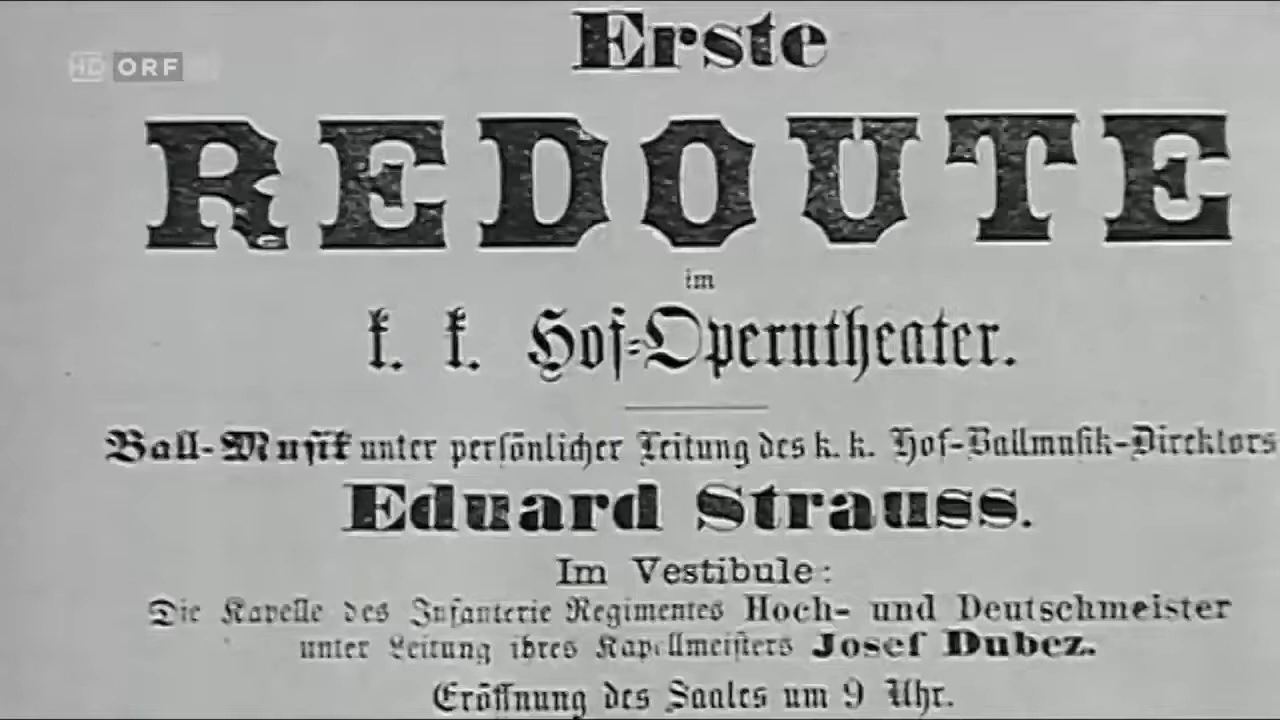 HD ORF
Erste
REDOUTE
im
k. k. Hof-Operntheater.
Ball-Musik unter persönlicher Leitung des k. k. Hof-Ballmusik-Direktors
Eduard Strauss.
Im Vestibule:
Die Kapelle des Infanterie Regimentes Hoch- und Deutschmeister
unter Leitung ihres Kapellmeisters Josef Dubez.
Eröffnung des Saales um 9 Uhr.